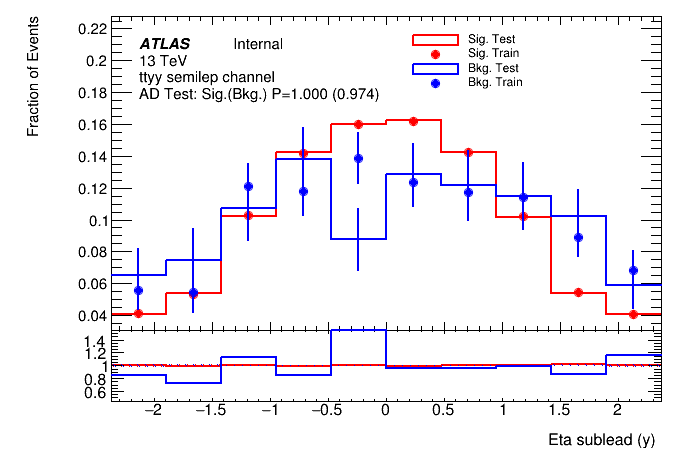 Fraction of Events
0.22
0.2
0.18
0.16
0.14
0.12
0.1
0.08
0.06
0.04
ATLAS Internal
13 TeV
ttyy semilep channel
AD Test: Sig.(Bkg.) P=1.000 (0.974)
Sig. Test
Sig. Train
Bkg. Test
Bkg. Train
1.4
1.2
1
0.8
0.6
−2 −1.5 −1 −0.5 0 0.5 1 1.5 2
Eta sublead (y)